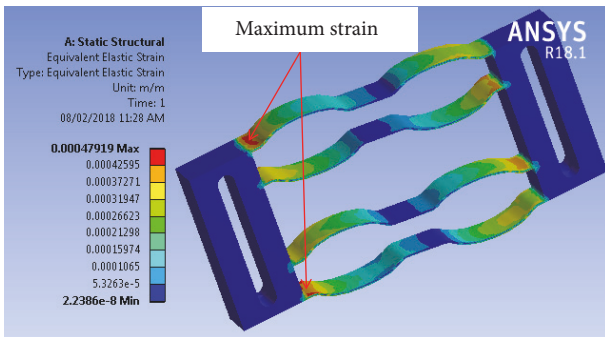 Maximum strain
ANSYS
R18.1
A: Static Structural
Equivalent Elastic Strain
Type: Equivalent Elastic Strain
Unit: m/m
Time: 1
08/02/2018 11:28 AM
0.00047919 Max
0.00042595
0.00037271
0.00031947
0.00026623
0.00021298
0.00015974
0.0001065
5.3263e-5
2.2386e-8 Min